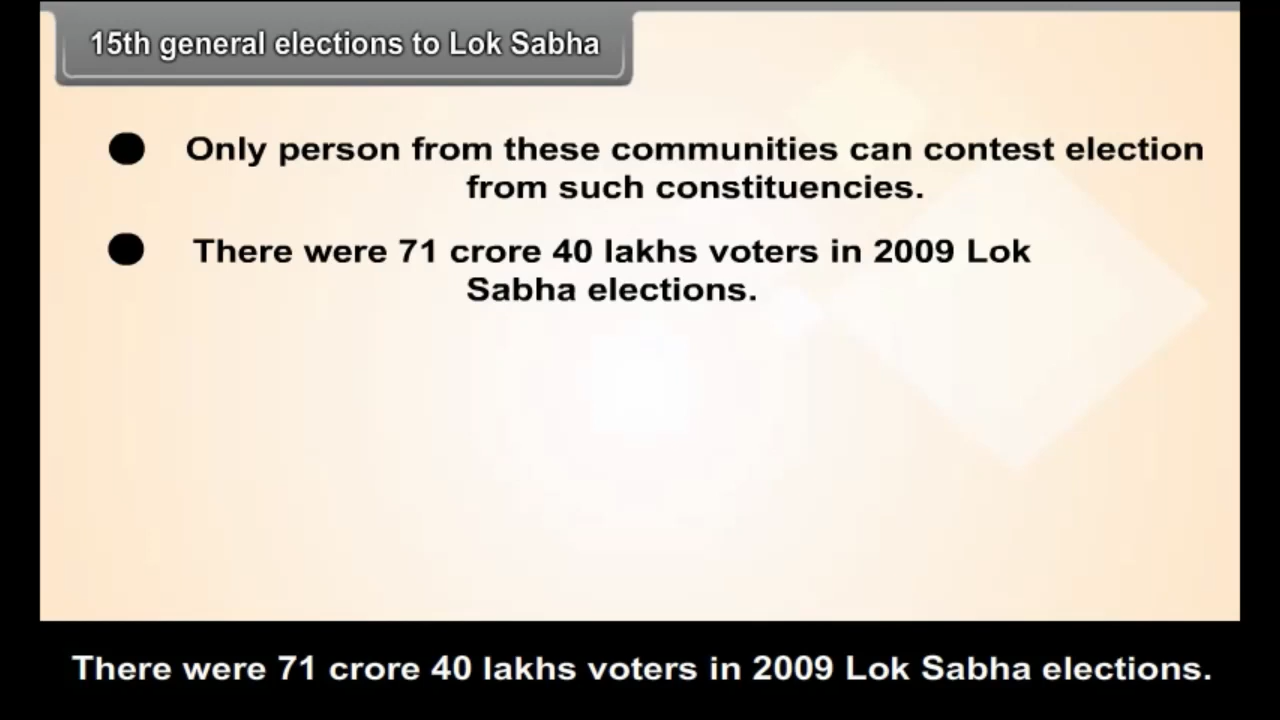 15th general elections to Lok Sabha
Only person from these communities can contest election
from such constituencies.
There were 71 crore 40 lakhs voters in 2009 Lok
Sabha elections.
There were 71 crore 40 lakhs voters in 2009 Lok Sabha elections.